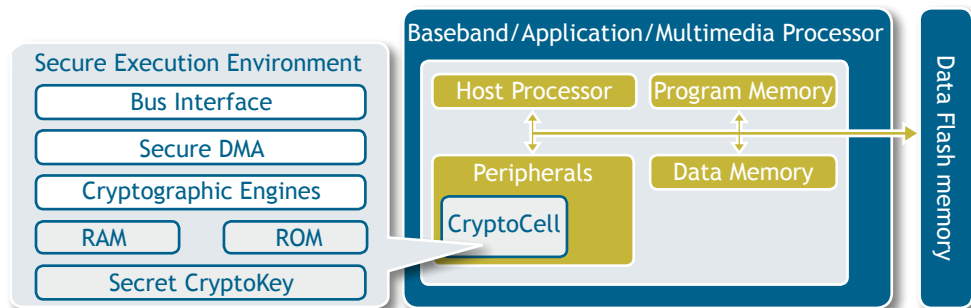 Secure Execution Environment
Bus Interface
Secure DMA
Cryptographic Engines
RAM
ROM
Secret CryptoKey
Baseband/Application/Multimedia Processor
Host Processor
Program Memory
Peripherals
Data Memory
CryptoCell
Data Flash memory